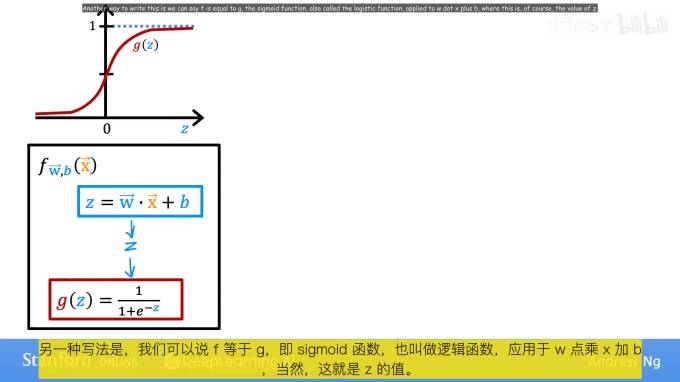 Another way to write this is we can say f is equal to g, the sigmoid function, also called the logistic function, applied to w dot x plus b, where this is, of course, the value of z.
bilibili
1
g(z)
0
z
f w⃗,b(x⃗)
z = w⃗ · x⃗ + b
z
g(z) = 1/(1+e^−z)
另一种写法是，我们可以说 f 等于 g，即 sigmoid 函数，也叫做逻辑函数，应用于 w 点乘 x 加 b
，当然，这就是 z 的值。
Stanford ONLINE DeepLearning Andrew Ng